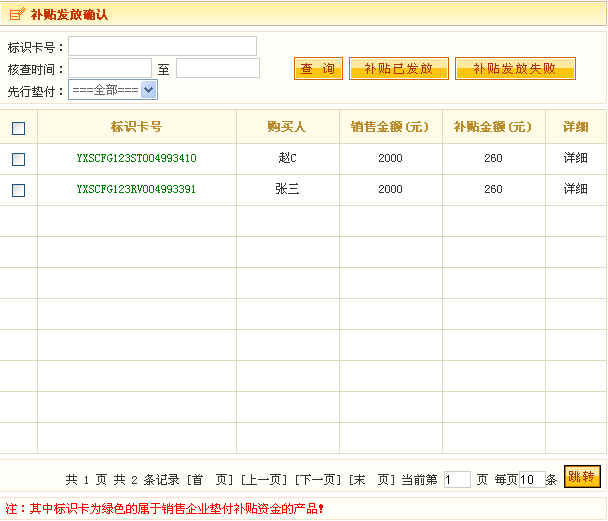 补贴发放确认
标识卡号：
核查时间： 至 查 询 补贴已发放 补贴发放失败
先行垫付： ===全部===
标识卡号 购买人 销售金额(元) 补贴金额(元) 详细
YXSCFG123ST004993410 赵C 2000 260 详细
YXSCFG123RV004993391 张三 2000 260 详细
共 1 页 共 2 条记录 [首 页] [上一页] [下一页] [末 页] 当前第 1 页 每页10条 跳转
注：其中标识卡为绿色的属于销售企业垫付补贴资金的产品！